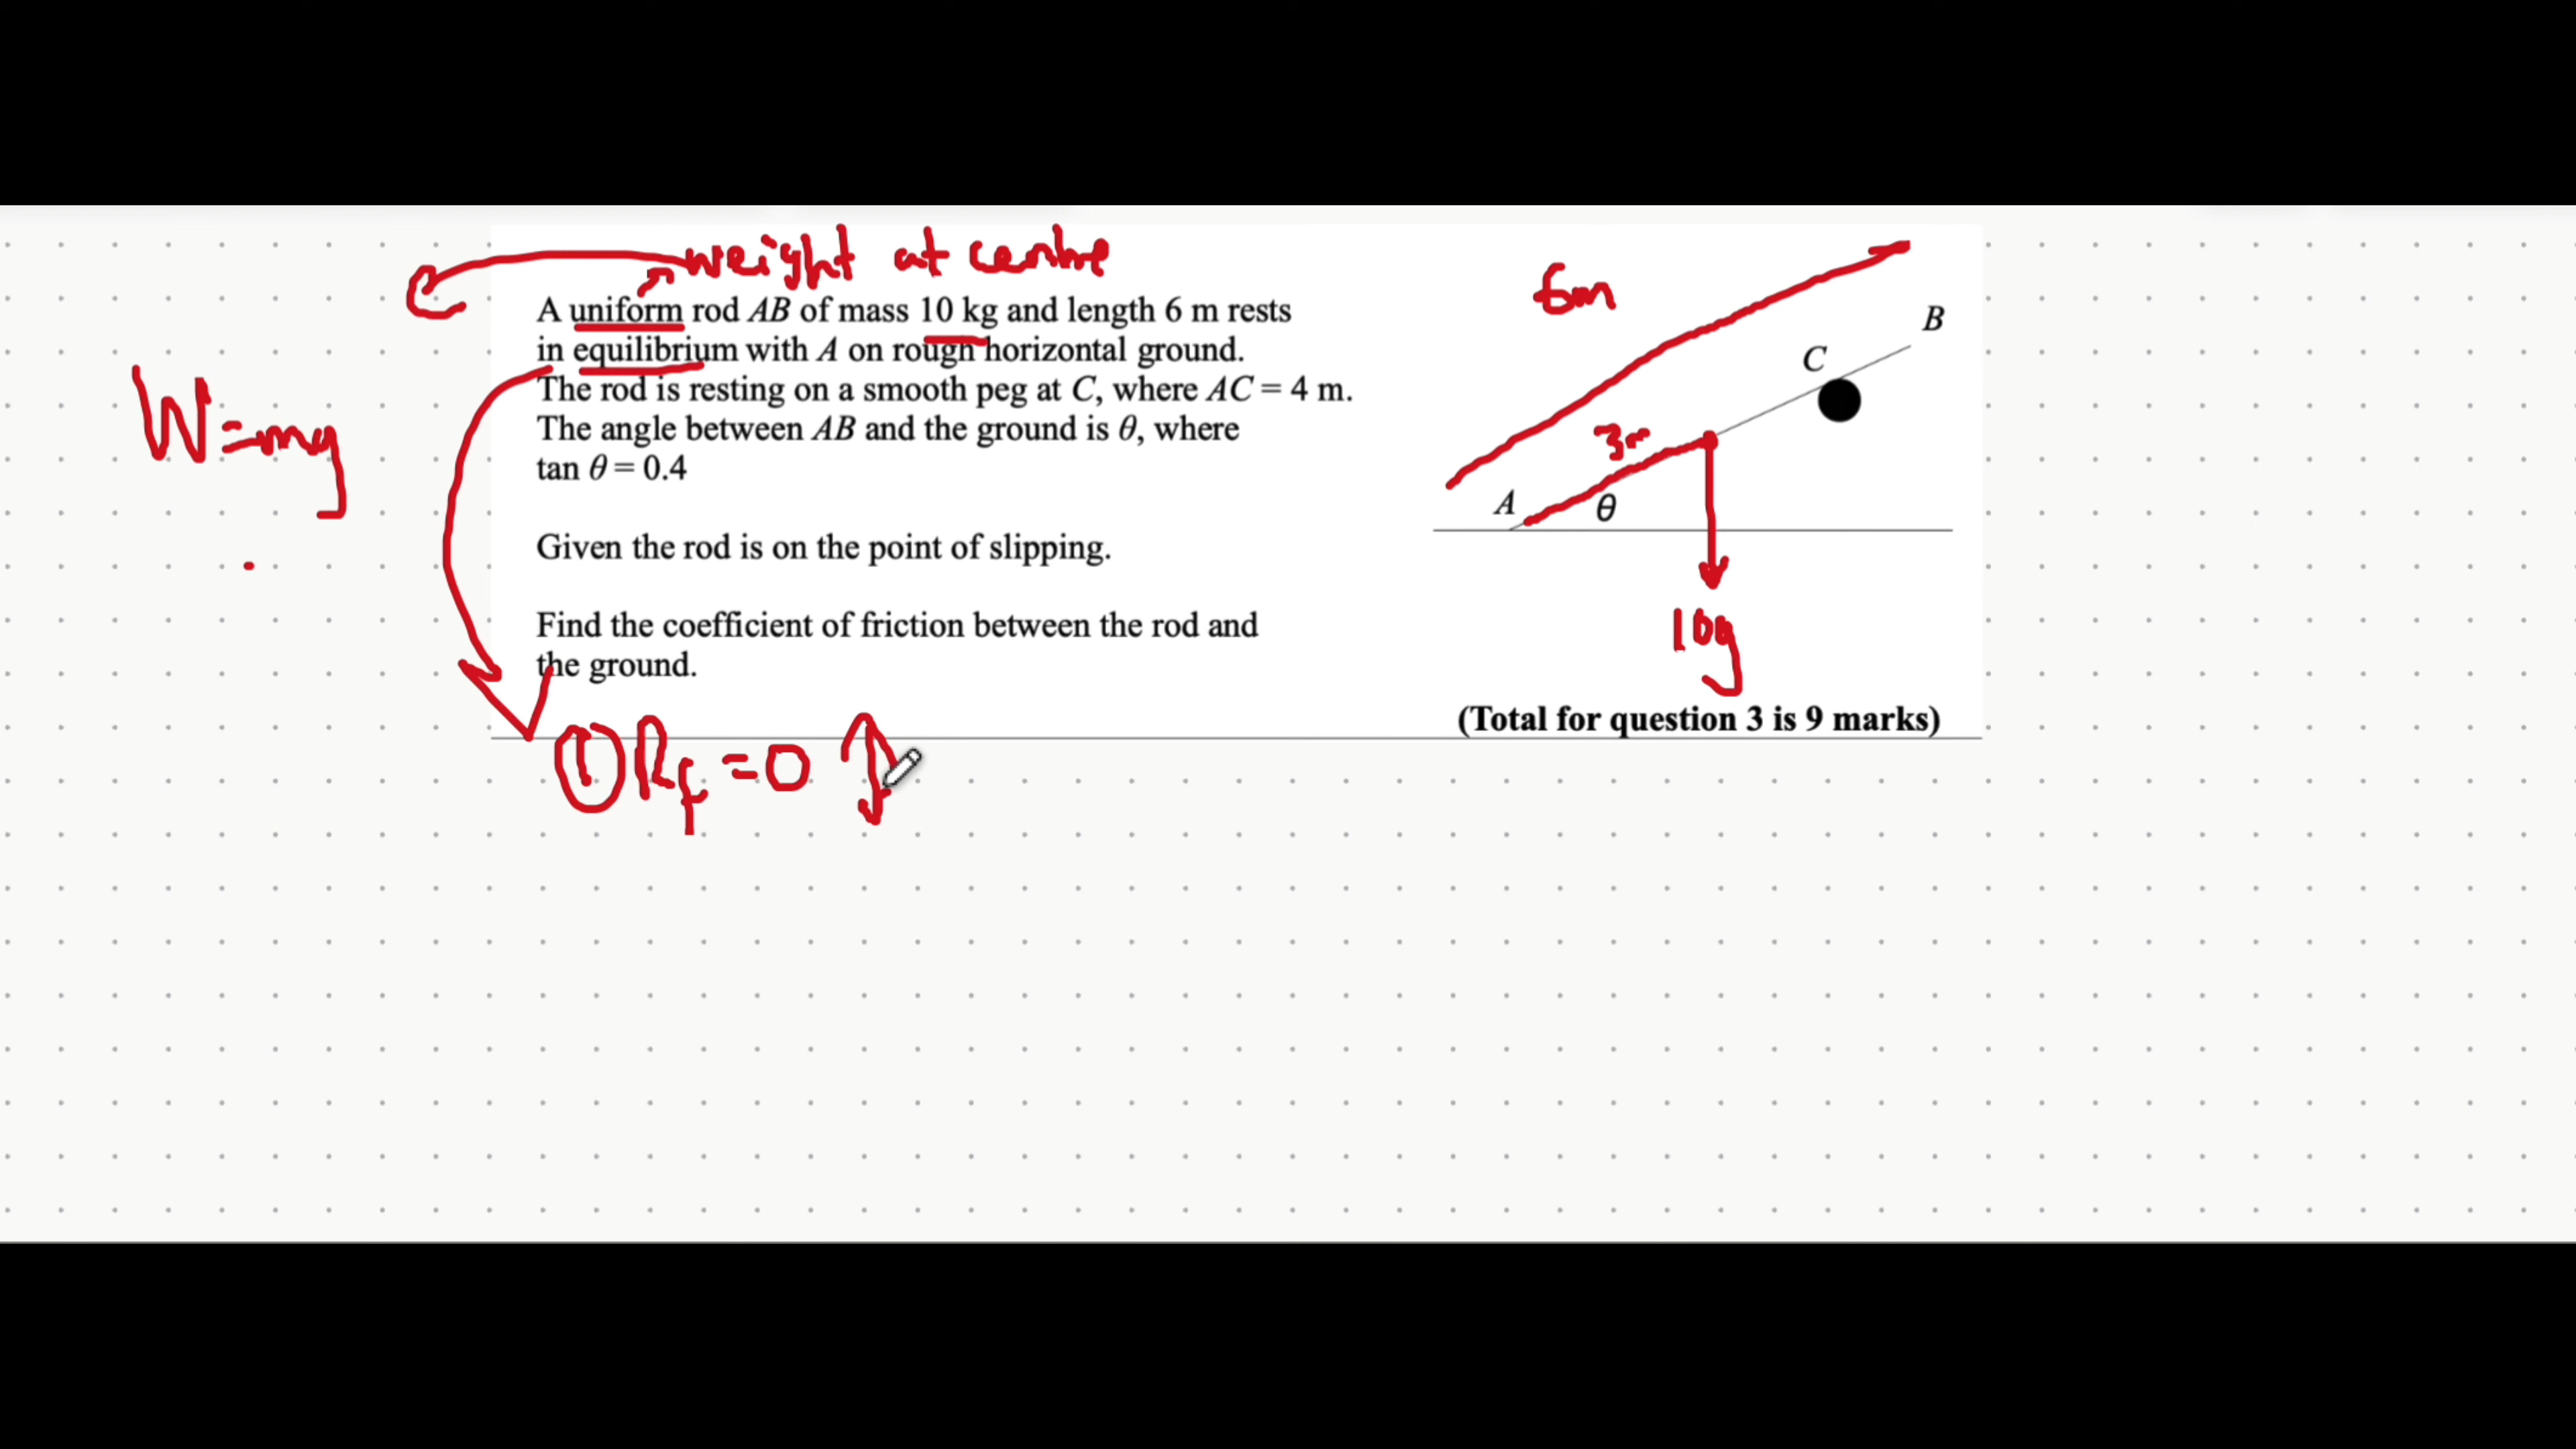 weight at centre
A uniform rod AB of mass 10 kg and length 6 m rests
in equilibrium with A on rough horizontal ground.
The rod is resting on a smooth peg at C, where AC = 4 m.
The angle between AB and the ground is θ, where
tan θ = 0.4
Given the rod is on the point of slipping.
Find the coefficient of friction between the rod and
the ground.
W=mg
6m
B
C
3m
A
θ
10g
(Total for question 3 is 9 marks)
① RF = 0 ↕